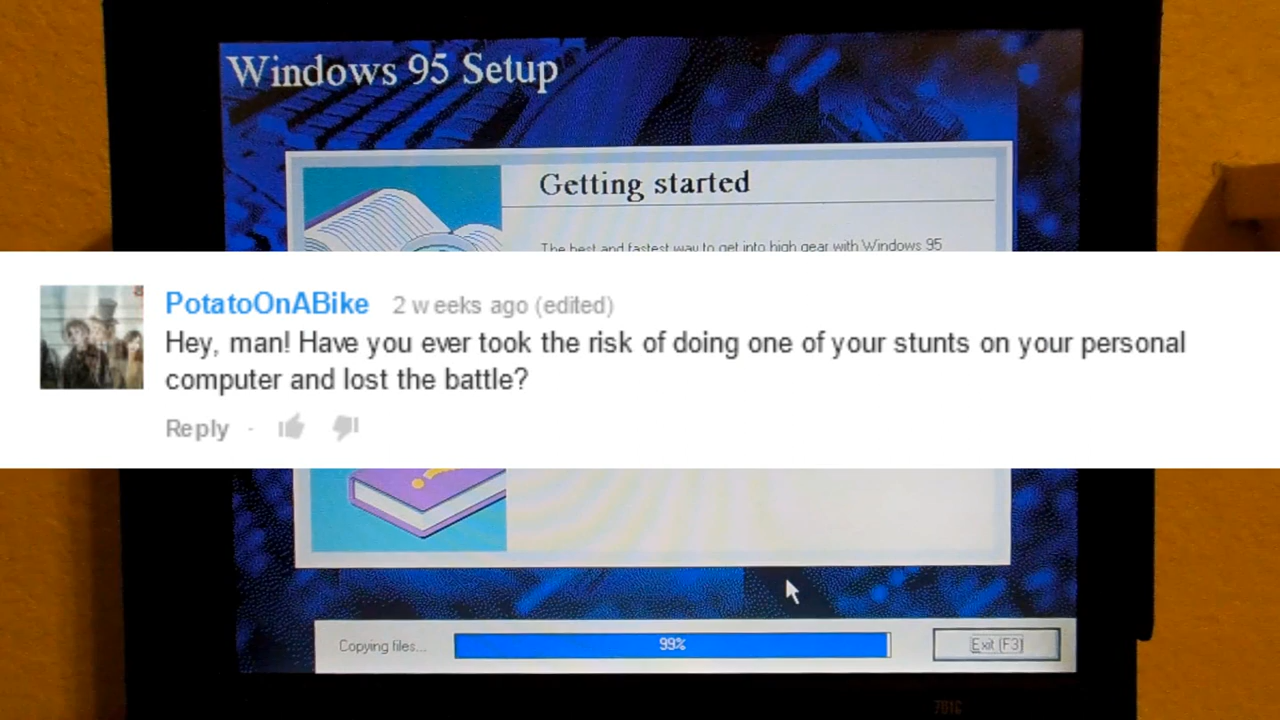 Windows 95 Setup
Getting started
The best and fastest way to get into high gear with Windows 95
PotatoOnABike 2 weeks ago (edited)
Hey, man! Have you ever took the risk of doing one of your stunts on your personal
computer and lost the battle?
Reply
Copying files... 99% Exit (F3)